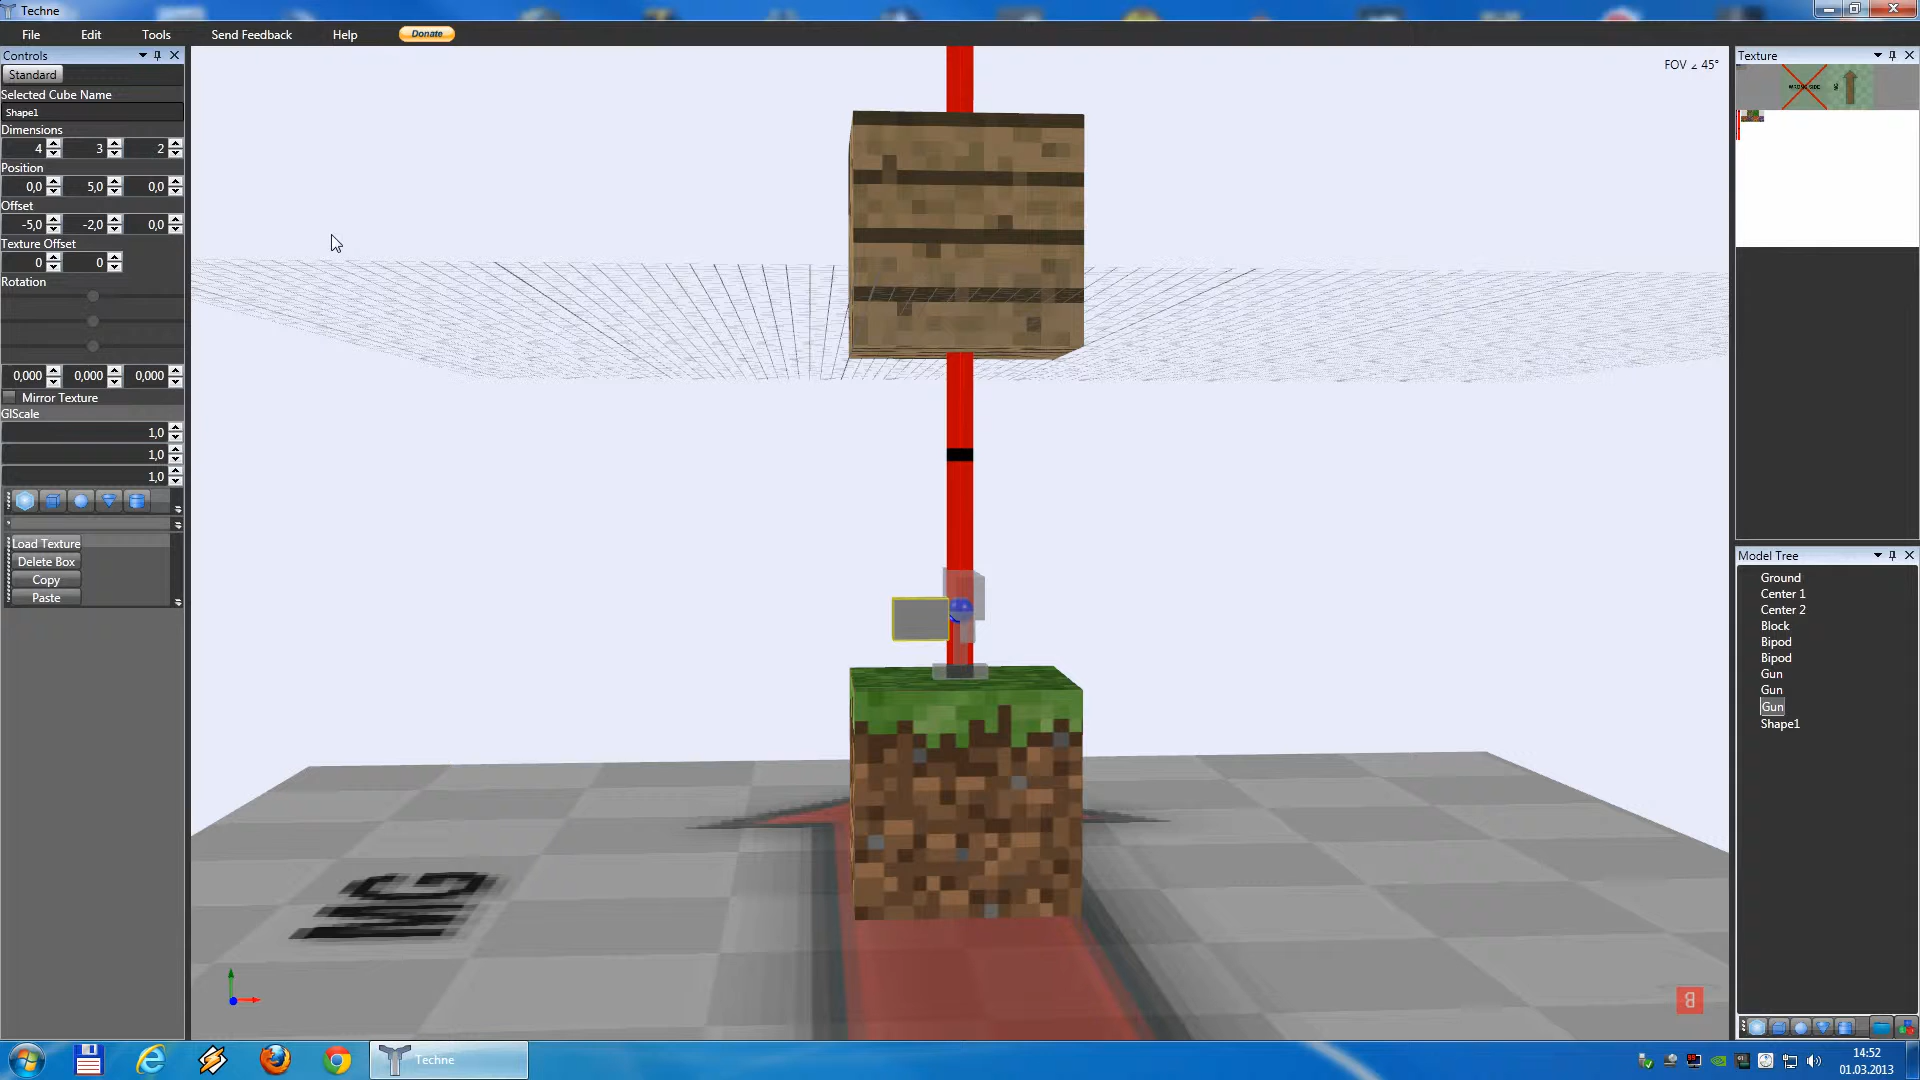 Techne
File Edit Tools Send Feedback Help Donate
Controls
Standard
Selected Cube Name
Shape1
Dimensions
4 3 2
Position
0,0 5,0 0,0
Offset
-5,0 -2,0 0,0
Texture Offset
0 0
Rotation
0,000 0,000 0,000
Mirror Texture
GlScale
1,0
1,0
1,0
Load Texture
Delete Box
Copy
Paste
FOV ∠ 45°
MC
B
Texture
WRONG SIDE
Model Tree
Ground
Center 1
Center 2
Block
Bipod
Bipod
Gun
Gun
Gun
Shape1
Techne
14:52
01.03.2013